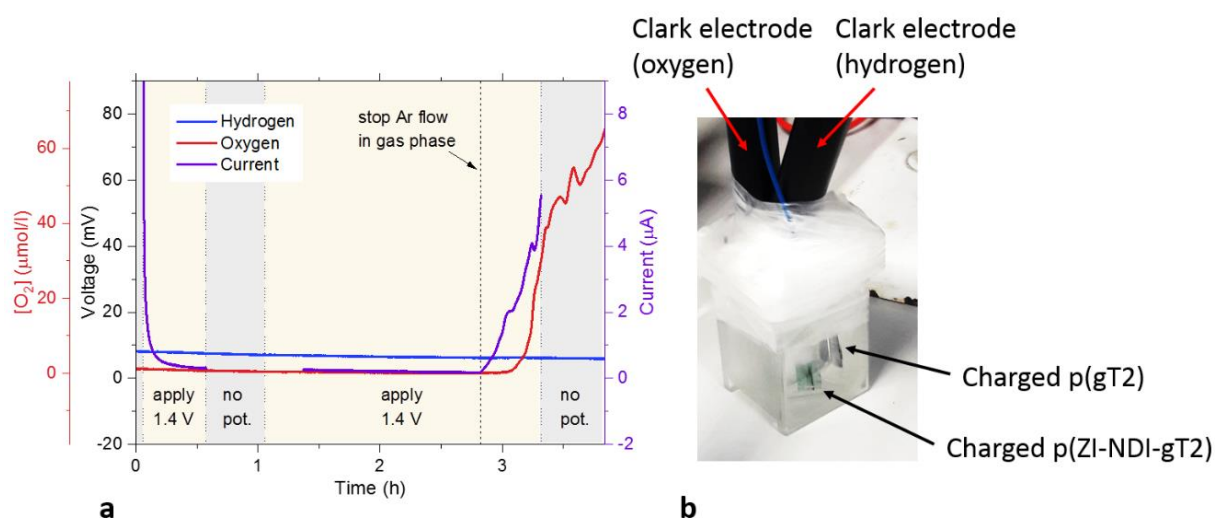 Clark electrode
(oxygen)
Clark electrode
(hydrogen)
Hydrogen
Oxygen
Current
stop Ar flow
in gas phase
[O2] (μmol/l)
60
40
20
0
Voltage (mV)
80
60
40
20
0
-20
Current (μA)
8
6
4
2
0
-2
apply
1.4 V
no
pot.
apply
1.4 V
no
pot.
0
1
2
3
Time (h)
Charged p(gT2)
Charged p(ZI-NDI-gT2)
a
b